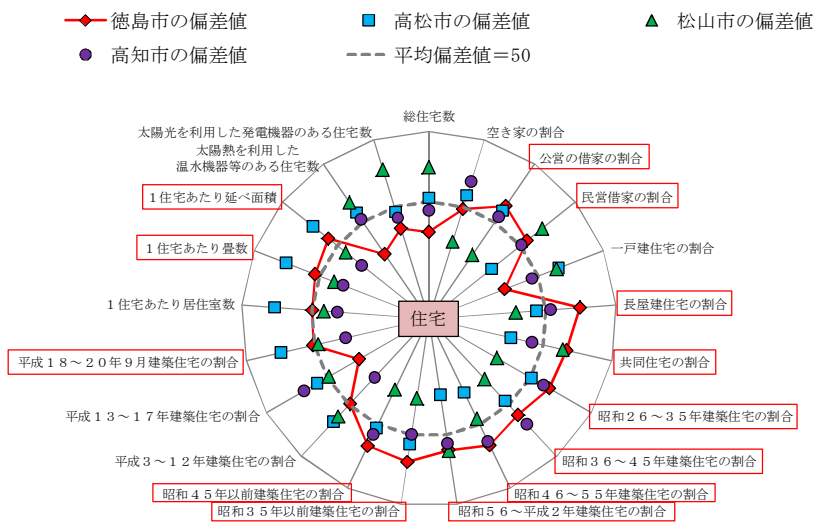 徳島市の偏差値
高松市の偏差値
松山市の偏差値
高知市の偏差値
平均偏差値＝50
総住宅数
空き家の割合
公営の借家の割合
民営借家の割合
一戸建住宅の割合
長屋建住宅の割合
共同住宅の割合
昭和２６～３５年建築住宅の割合
昭和３６～４５年建築住宅の割合
昭和４６～５５年建築住宅の割合
昭和５６～平成２年建築住宅の割合
昭和３５年以前建築住宅の割合
昭和４５年以前建築住宅の割合
平成３～１２年建築住宅の割合
平成１３～１７年建築住宅の割合
平成１８～２０年９月建築住宅の割合
１住宅あたり居住室数
１住宅あたり畳数
１住宅あたり延べ面積
太陽熱を利用した
温水機器等のある住宅数
太陽光を利用した発電機器のある住宅数
住宅